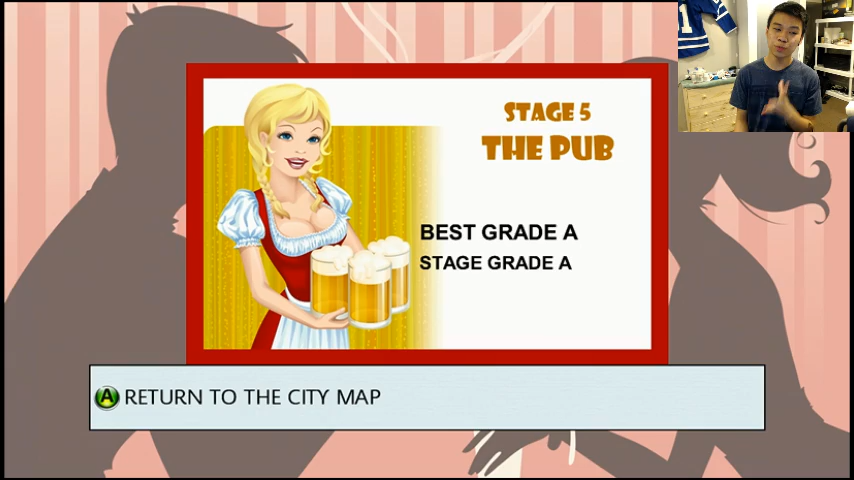 STAGE 5
THE PUB
BEST GRADE A
STAGE GRADE A
A RETURN TO THE CITY MAP